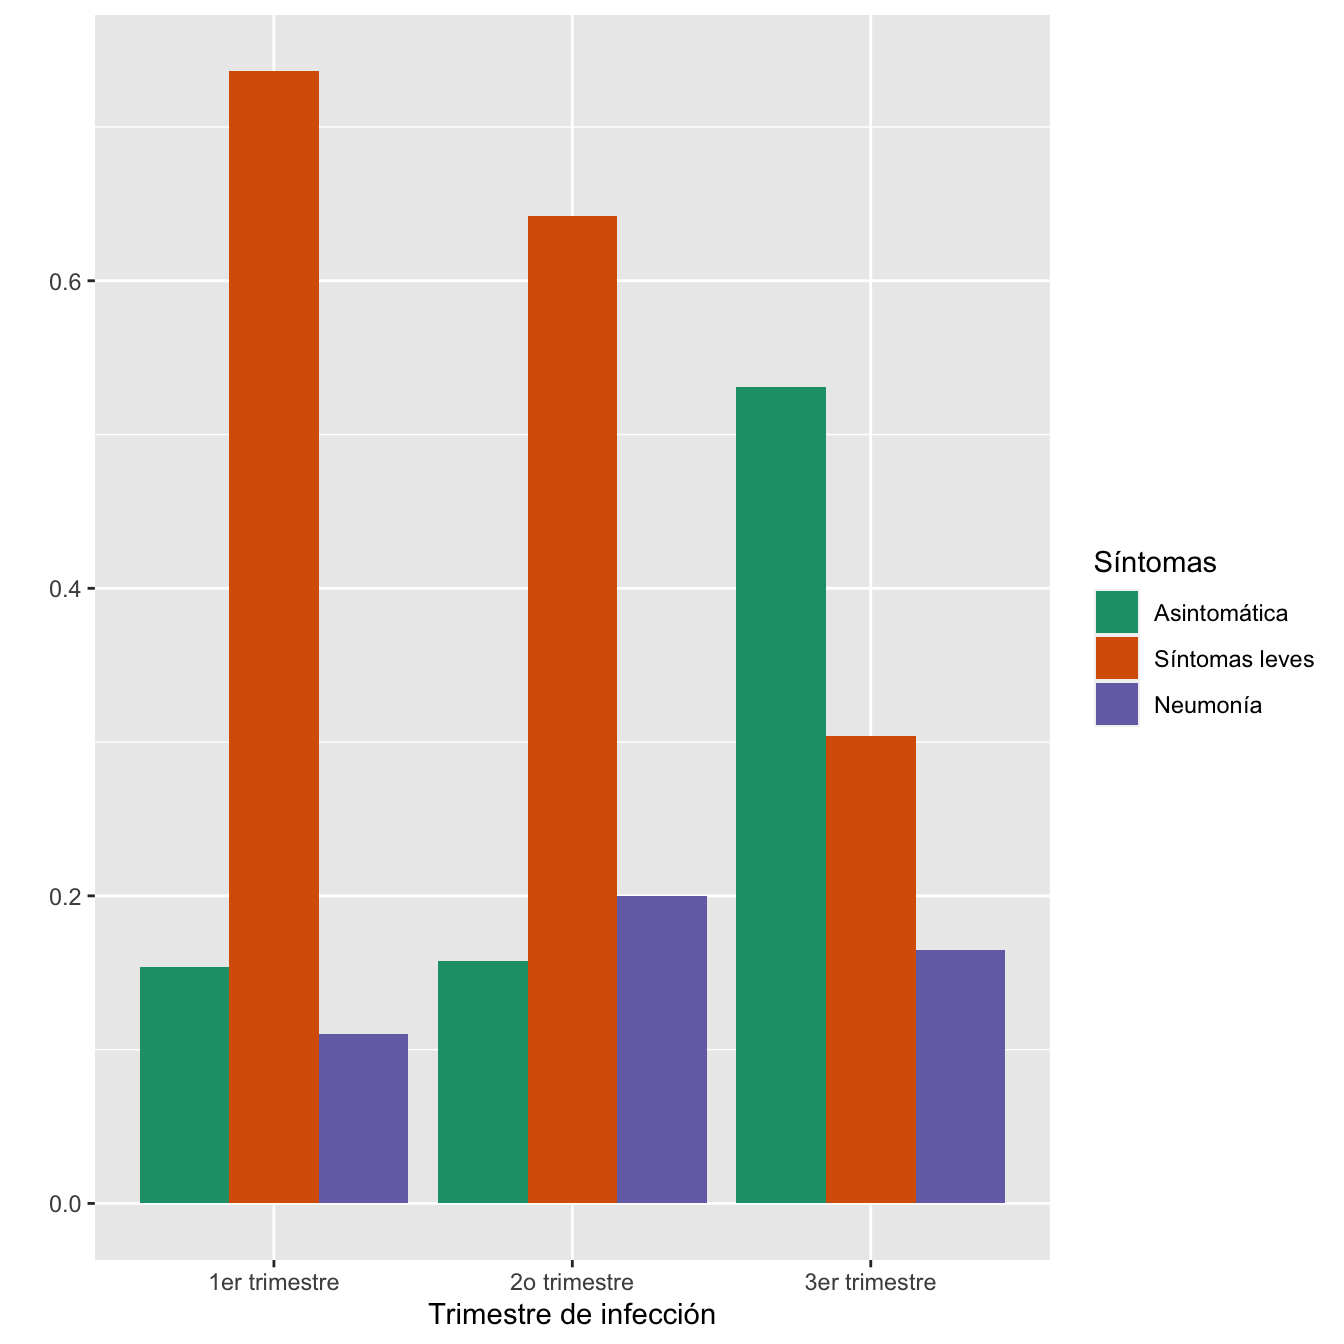 0.6
0.4
0.2
0.0
1er trimestre
2o trimestre
3er trimestre
Trimestre de infección
Síntomas
Asintomática
Síntomas leves
Neumonía